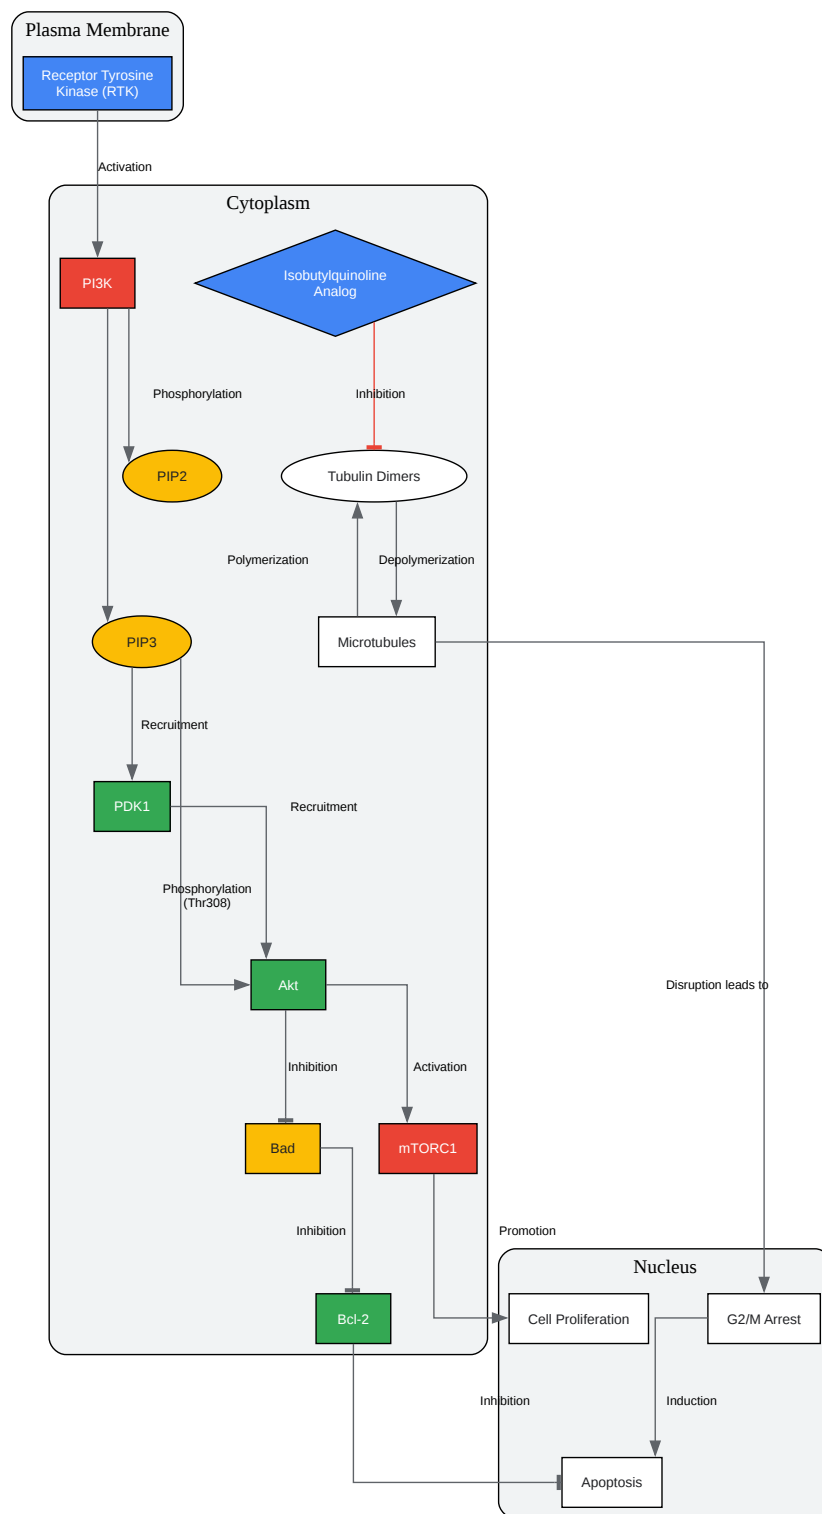 Plasma Membrane
Receptor Tyrosine
Kinase (RTK)
Activation
Cytoplasm
PI3K
Isobutylquinoline
Analog
Phosphorylation
Inhibition
PIP2
Tubulin Dimers
Polymerization
Depolymerization
PIP3
Microtubules
Recruitment
PDK1
Recruitment
Phosphorylation
(Thr308)
Akt
Disruption leads to
Inhibition
Activation
Bad
mTORC1
Inhibition
Promotion
Nucleus
Bcl-2
Cell Proliferation
G2/M Arrest
Inhibition
Induction
Apoptosis